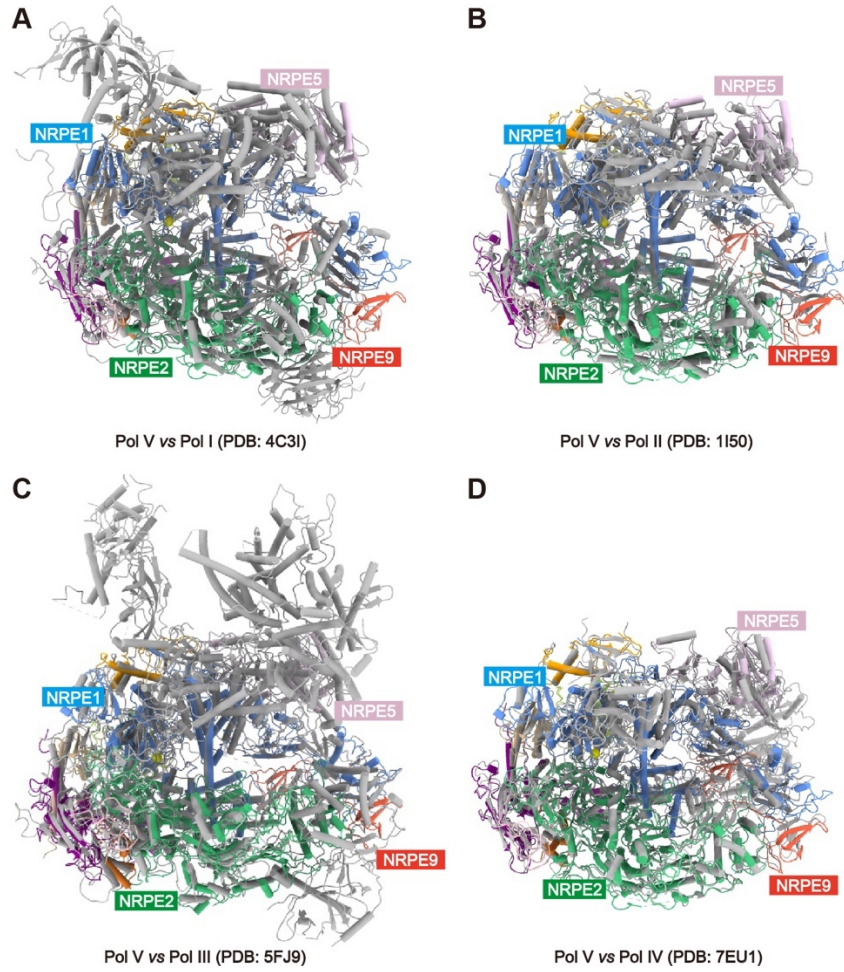 A
NRPE5
NRPE1
NRPE2
NRPE9
Pol V vs Pol I (PDB: 4C3I)
B
NRPE5
NRPE1
NRPE2
NRPE9
Pol V vs Pol II (PDB: 1I50)
C
NRPE1
NRPE5
NRPE9
NRPE2
Pol V vs Pol III (PDB: 5FJ9)
D
NRPE5
NRPE1
NRPE2
NRPE9
Pol V vs Pol IV (PDB: 7EU1)